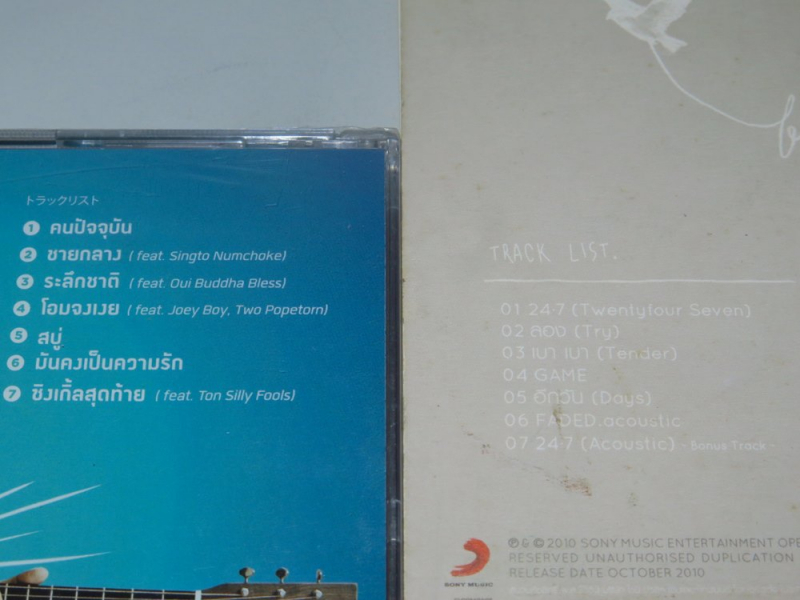 トラックリスト
1 คนปัจจุบัน
2 ชายกลาง (feat. Singto Numchoke)
3 ระลึกชาติ (feat. Oui Buddha Bless)
4 โอมจงเงย (feat. Joey Boy, Two Popetorn)
5 สบู่
6 มันคงเป็นความรัก
7 ซิงเกิ้ลสุดท้าย (feat. Ton Silly Fools)
TRACK LIST.
01 24·7 (Twentyfour Seven)
02 ลอง (Try)
03 เบา เบา (Tender)
04 GAME
05 อีกวัน (Days)
06 FADED.acoustic
07 24·7 (Acoustic) - Bonus Track -
SONY MUSIC
℗ & © 2010 SONY MUSIC ENTERTAINMENT OPE
RESERVED UNAUTHORISED DUPLICATION
RELEASE DATE OCTOBER 2010